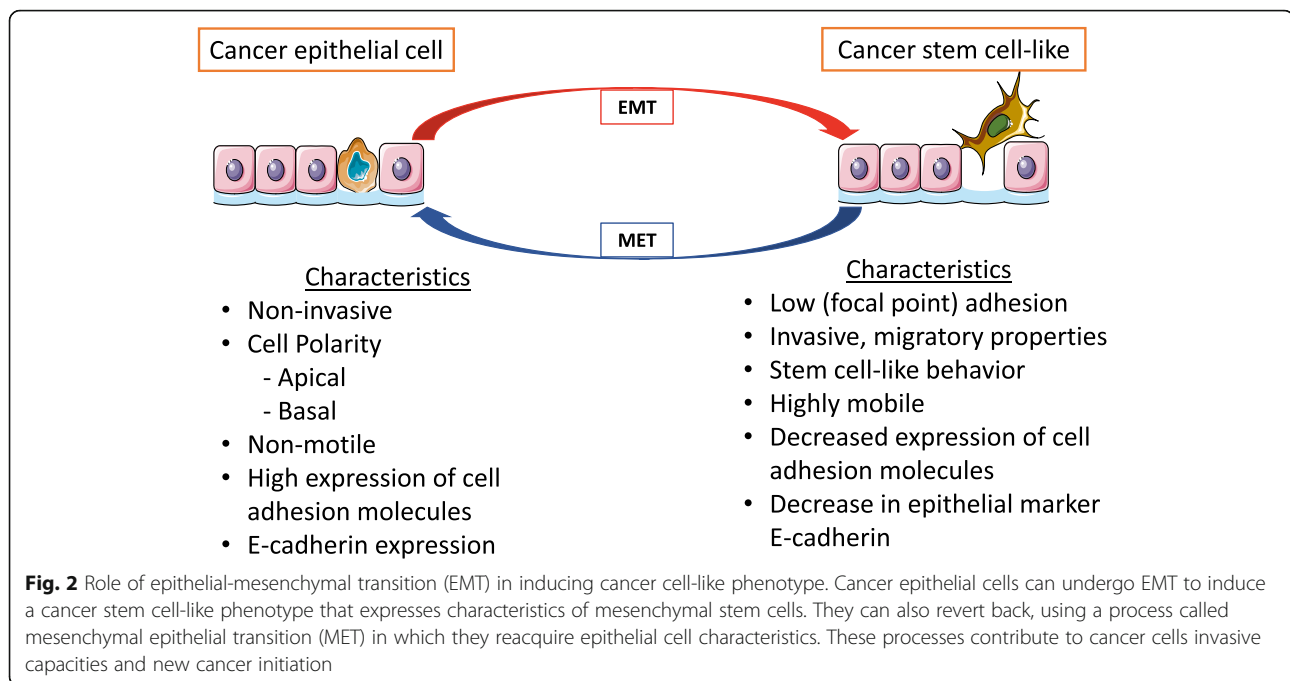 Cancer epithelial cell
Cancer stem cell-like
EMT
MET
Characteristics
• Non-invasive
• Cell Polarity
- Apical
- Basal
• Non-motile
• High expression of cell
adhesion molecules
• E-cadherin expression
Characteristics
• Low (focal point) adhesion
• Invasive, migratory properties
• Stem cell-like behavior
• Highly mobile
• Decreased expression of cell
adhesion molecules
• Decrease in epithelial marker
E-cadherin
Fig. 2 Role of epithelial-mesenchymal transition (EMT) in inducing cancer cell-like phenotype. Cancer epithelial cells can undergo EMT to induce
a cancer stem cell-like phenotype that expresses characteristics of mesenchymal stem cells. They can also revert back, using a process called
mesenchymal epithelial transition (MET) in which they reacquire epithelial cell characteristics. These processes contribute to cancer cells invasive
capacities and new cancer initiation